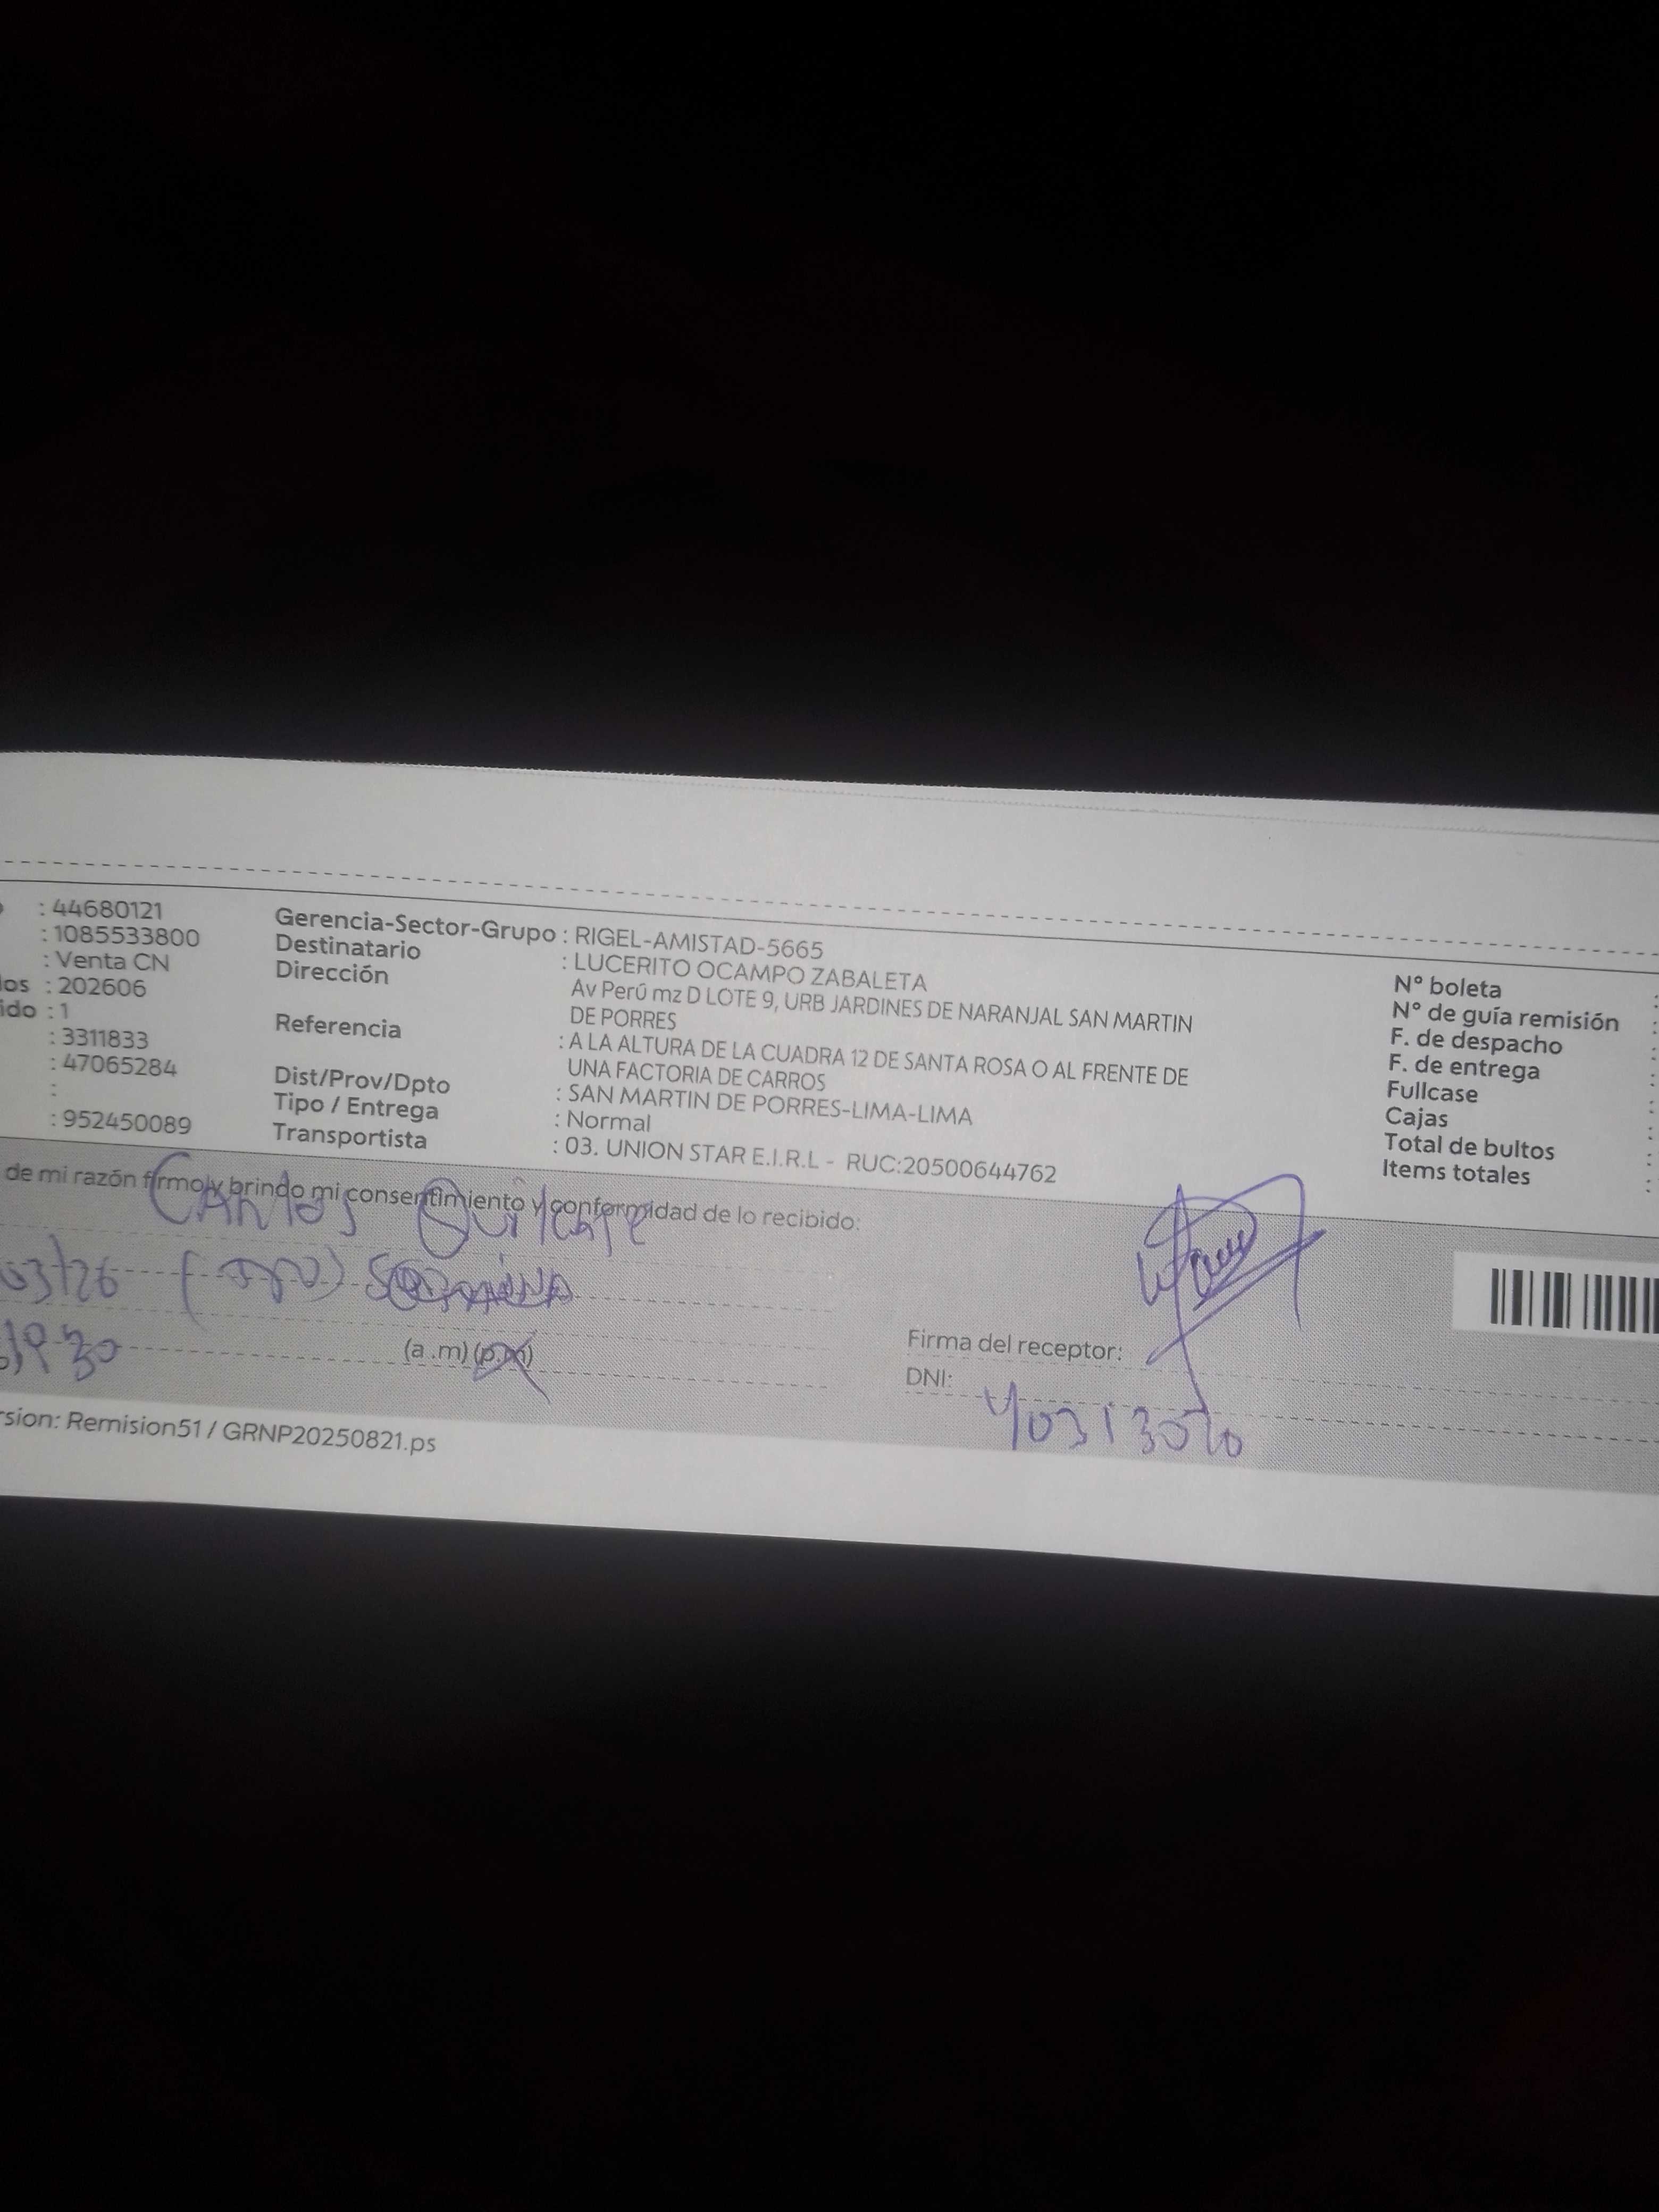 : 44680121
: 1085533800
: Venta CN
los : 202606
ido : 1
: 3311833
: 47065284
:
: 952450089
Gerencia-Sector-Grupo : RIGEL-AMISTAD-5665
Destinatario : LUCERITO OCAMPO ZABALETA
Dirección Av Perú mz D LOTE 9, URB JARDINES DE NARANJAL SAN MARTIN
DE PORRES
Referencia : A LA ALTURA DE LA CUADRA 12 DE SANTA ROSA O AL FRENTE DE
UNA FACTORIA DE CARROS
Dist/Prov/Dpto : SAN MARTIN DE PORRES-LIMA-LIMA
Tipo / Entrega : Normal
Transportista : 03. UNION STAR E.I.R.L - RUC:20500644762
N° boleta :
N° de guía remisión :
F. de despacho :
F. de entrega :
Fullcase :
Cajas :
Total de bultos :
Items totales :
de mi razón firmo y brindo mi consentimiento y conformidad de lo recibido:
Carlos
03/26
(a .m) (p.m)
Firma del receptor:
DNI:
rsion: Remision51 / GRNP20250821.ps